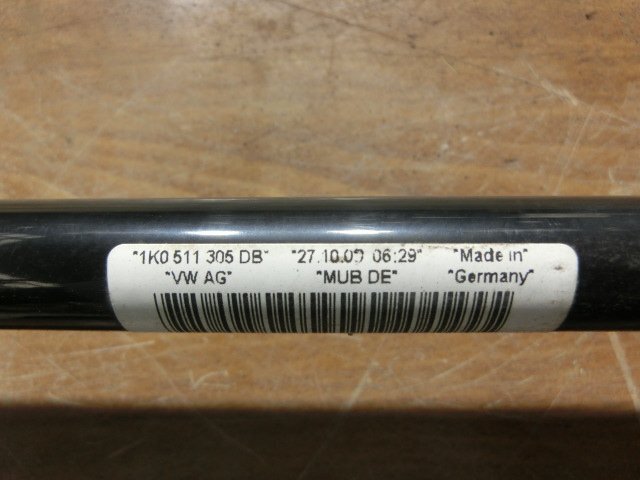 "1K0 511 305 DB" "27.10.09 06:29" "Made in"
"VW AG" "MUB DE" "Germany"